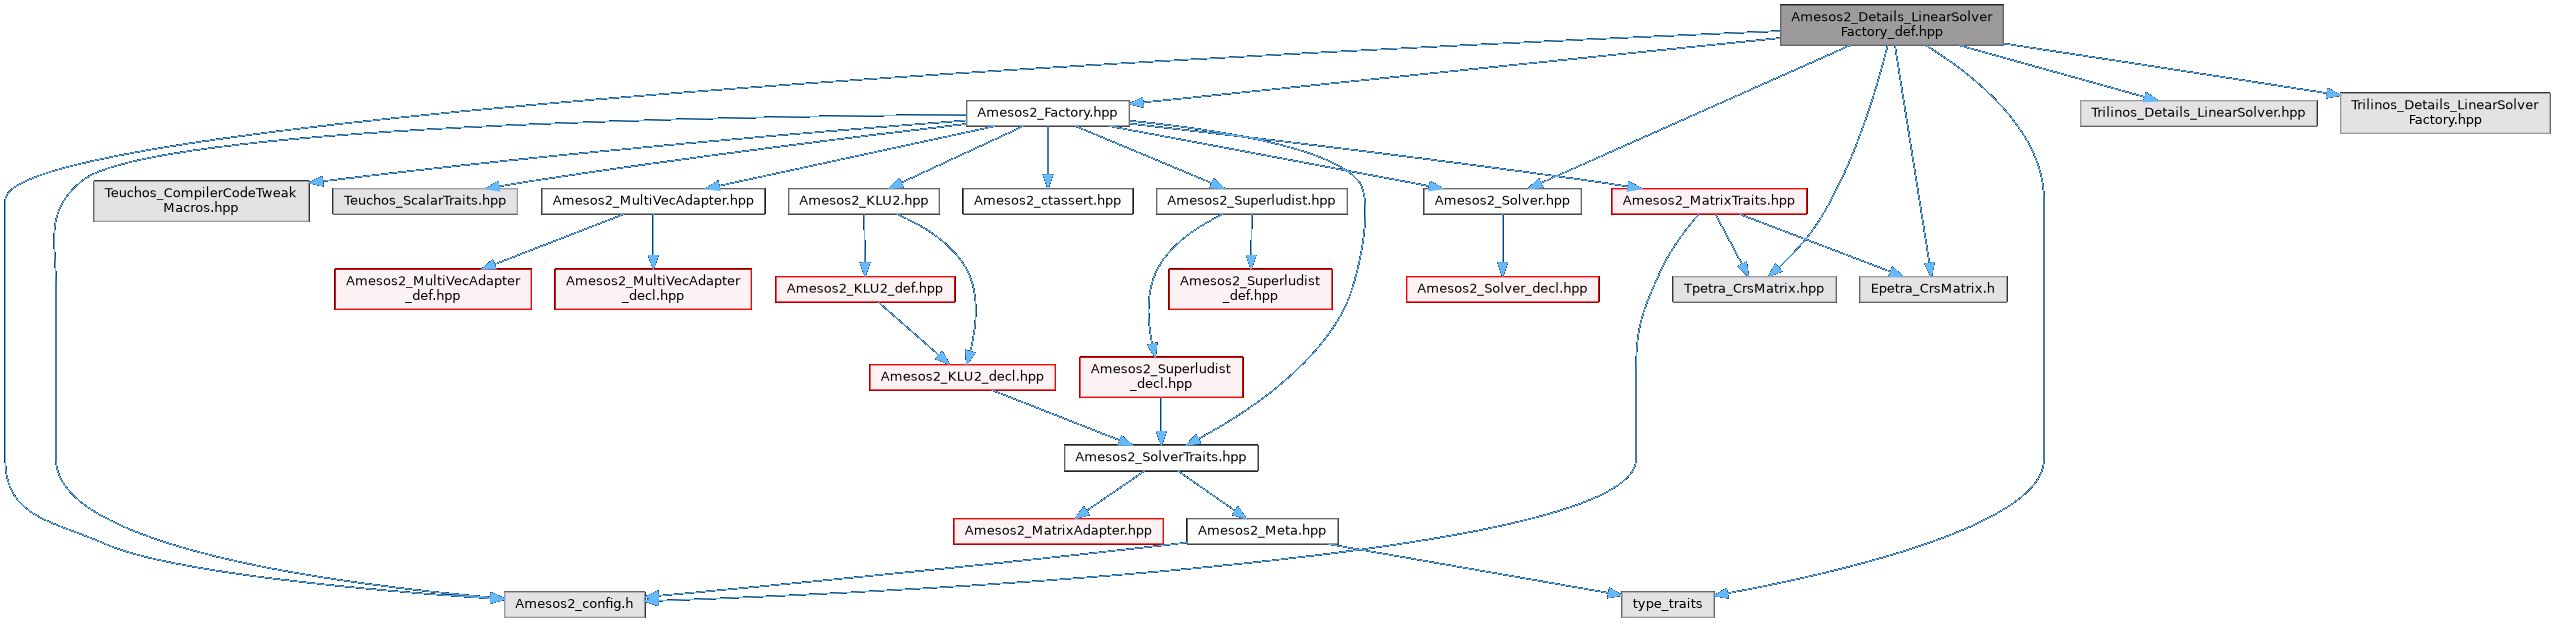 Amesos2_Details_LinearSolver
Factory_def.hpp
Amesos2_Factory.hpp
Trilinos_Details_LinearSolver.hpp
Trilinos_Details_LinearSolver
Factory.hpp
Teuchos_CompilerCodeTweak
Macros.hpp
Teuchos_ScalarTraits.hpp
Amesos2_MultiVecAdapter.hpp
Amesos2_KLU2.hpp
Amesos2_ctassert.hpp
Amesos2_Superludist.hpp
Amesos2_Solver.hpp
Amesos2_MatrixTraits.hpp
Amesos2_MultiVecAdapter
_def.hpp
Amesos2_MultiVecAdapter
_decl.hpp
Amesos2_KLU2_def.hpp
Amesos2_Superludist
_def.hpp
Amesos2_Solver_decl.hpp
Tpetra_CrsMatrix.hpp
Epetra_CrsMatrix.h
Amesos2_KLU2_decl.hpp
Amesos2_Superludist
_decl.hpp
Amesos2_SolverTraits.hpp
Amesos2_MatrixAdapter.hpp
Amesos2_Meta.hpp
Amesos2_config.h
type_traits